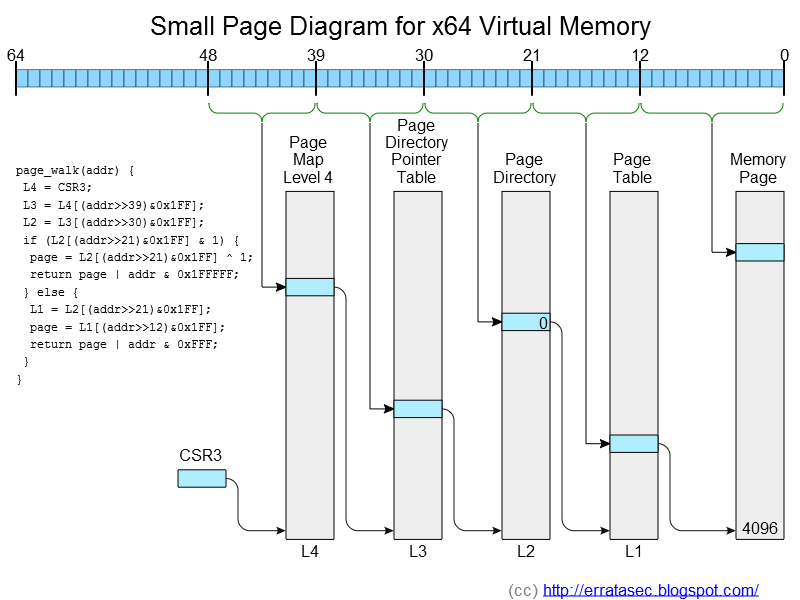 Small Page Diagram for x64 Virtual Memory
64 48 39 30 21 12 0
Page
Map
Level 4
Page
Directory
Pointer
Table
Page
Directory
Page
Table
Memory
Page
page_walk(addr) {
L4 = CSR3;
L3 = L4[(addr>>39)&0x1FF];
L2 = L3[(addr>>30)&0x1FF];
if (L2[(addr>>21)&0x1FF] & 1) {
page = L2[(addr>>21)&0x1FF] ^ 1;
return page | addr & 0x1FFFFF;
} else {
L1 = L2[(addr>>21)&0x1FF];
page = L1[(addr>>12)&0x1FF];
return page | addr & 0xFFF;
}
}
0
CSR3
4096
L4 L3 L2 L1
(cc) http://erratasec.blogspot.com/